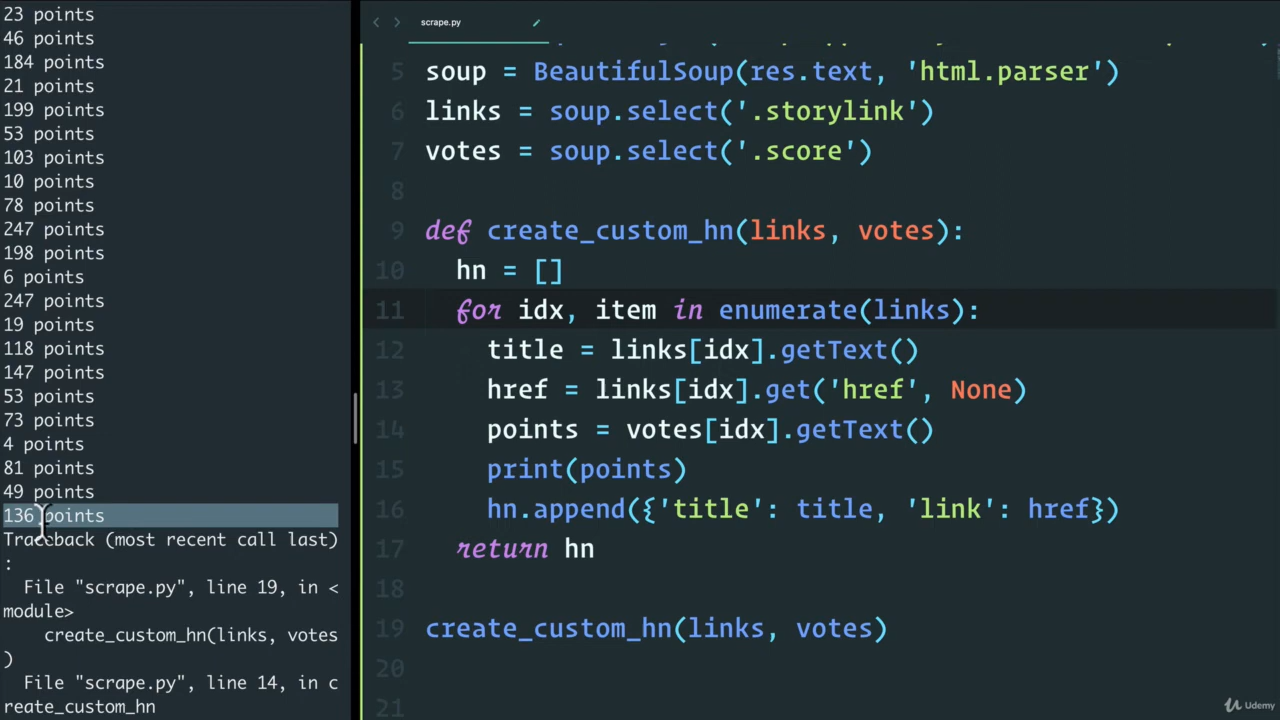 23 points
46 points
184 points
21 points
199 points
53 points
103 points
10 points
78 points
247 points
198 points
6 points
247 points
19 points
118 points
147 points
53 points
73 points
4 points
81 points
49 points
136 points
Traceback (most recent call last)
:
File "scrape.py", line 19, in <
module>
create_custom_hn(links, votes
)
File "scrape.py", line 14, in c
reate_custom_hn
scrape.py
5 soup = BeautifulSoup(res.text, 'html.parser')
6 links = soup.select('.storylink')
7 votes = soup.select('.score')
8
9 def create_custom_hn(links, votes):
10 hn = []
11 for idx, item in enumerate(links):
12 title = links[idx].getText()
13 href = links[idx].get('href', None)
14 points = votes[idx].getText()
15 print(points)
16 hn.append({'title': title, 'link': href})
17 return hn
18
19 create_custom_hn(links, votes)
20
21
Udemy